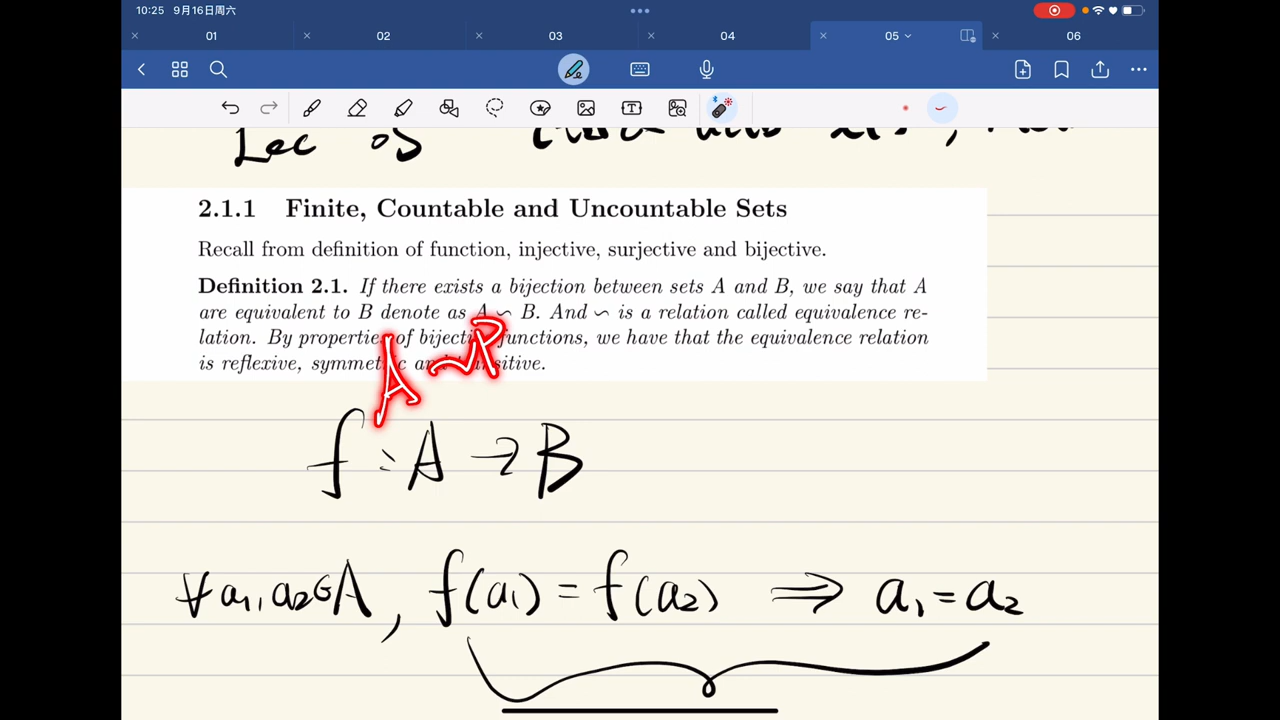 10:25 9月16日周六
01 02 03 04 05 06
Lec 05
2.1.1 Finite, Countable and Uncountable Sets
Recall from definition of function, injective, surjective and bijective.
Definition 2.1. If there exists a bijection between sets A and B, we say that A
are equivalent to B denote as A ∽ B. And ∽ is a relation called equivalence re-
lation. By properties of bijective functions, we have that the equivalence relation
is reflexive, symmetric and transitive.
A ~
f : A → B
∀ a₁, a₂ ∈ A, f(a₁) = f(a₂) ⟹ a₁ = a₂